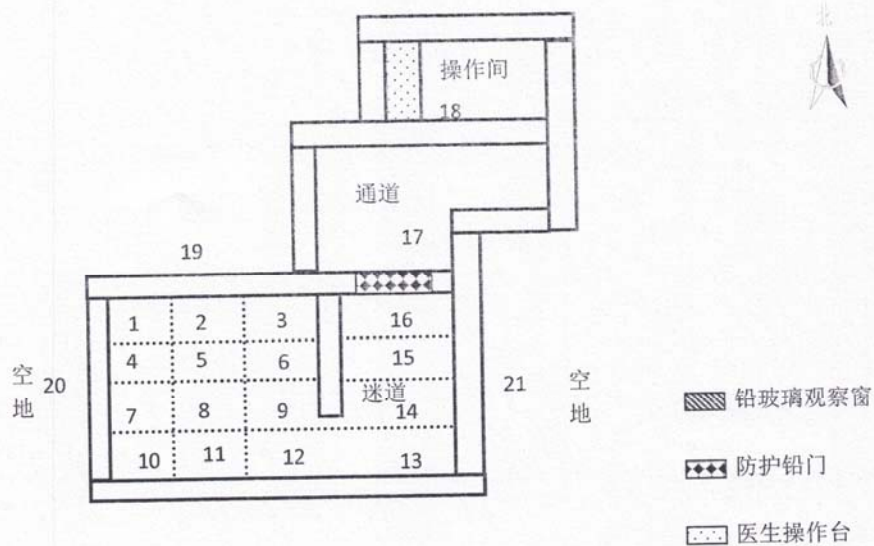 北
操作间
18
通道
17
19
1 2 3 16
4 5 6 15
空地 20
迷道
21 空地
7 8 9 14
10 11 12 13
铅玻璃观察窗
防护铅门
医生操作台